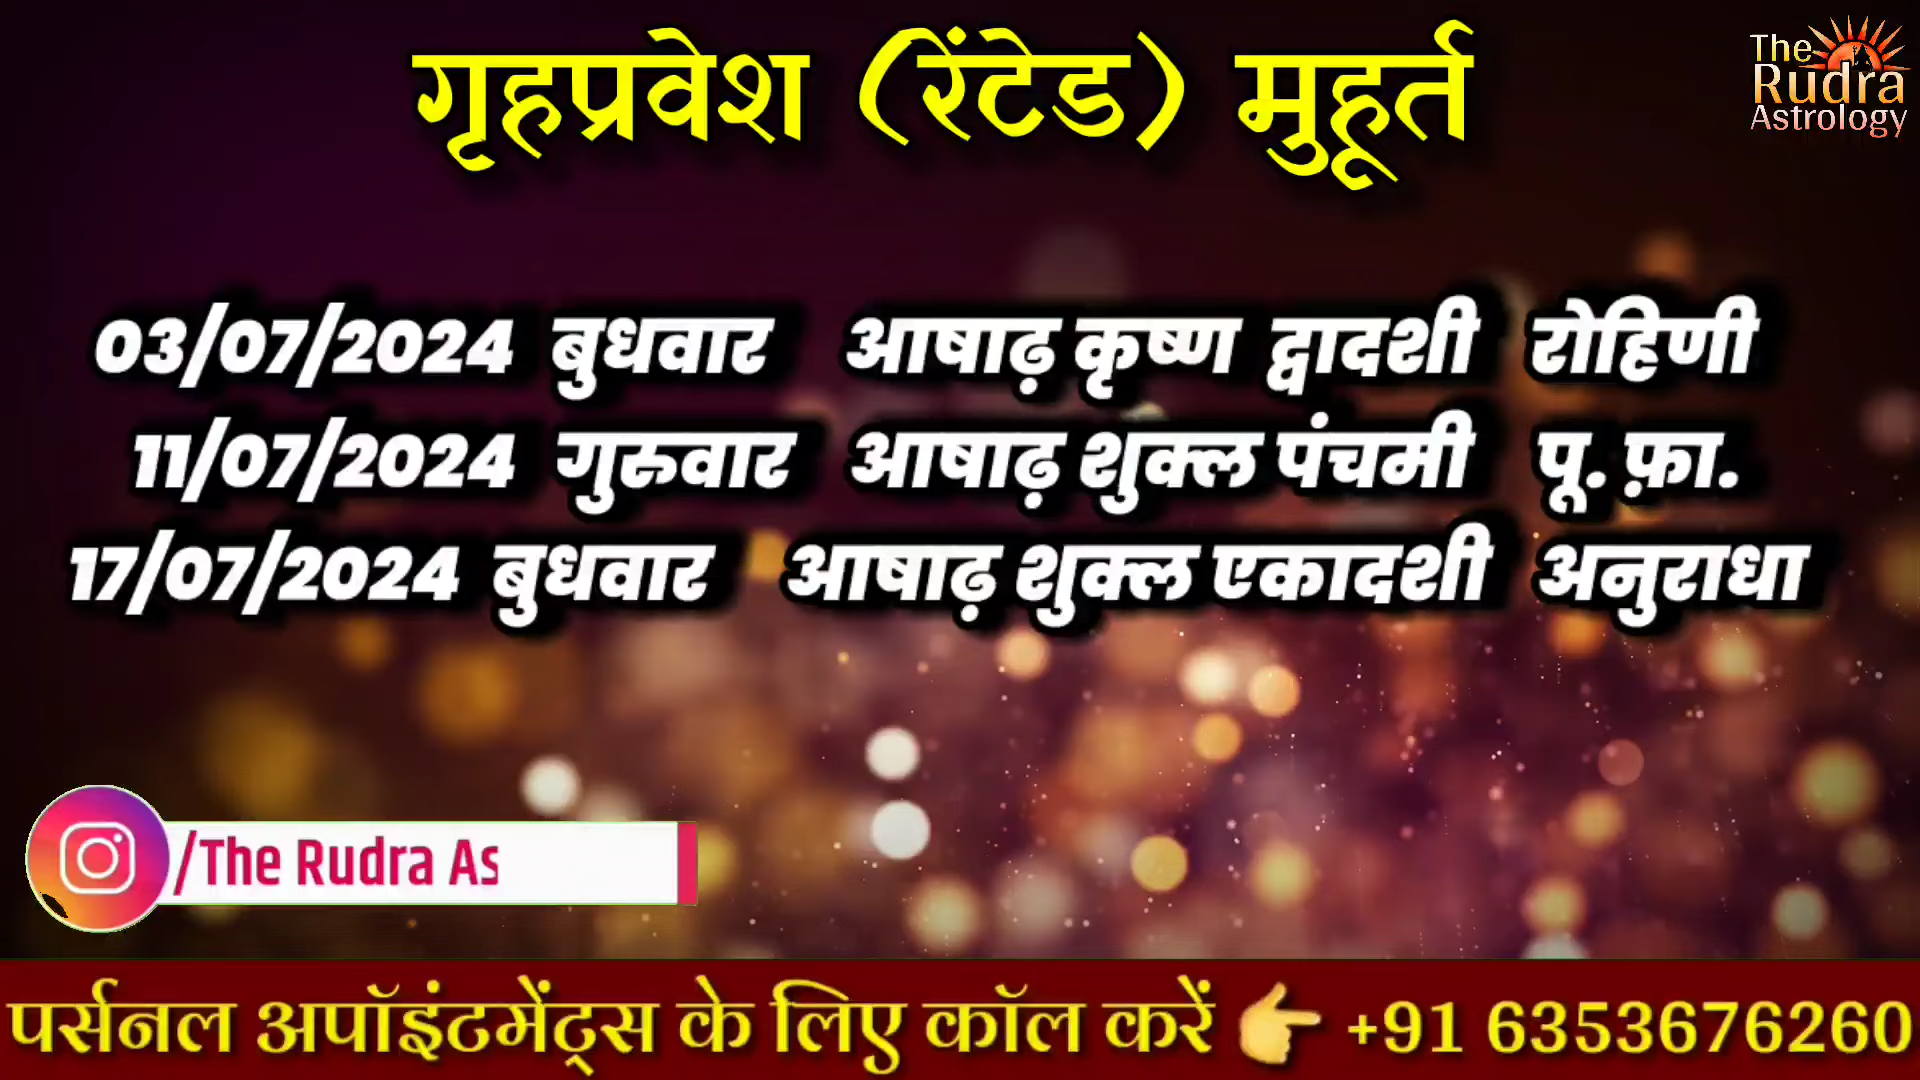 गृहप्रवेश (रेंटेड) मुहूर्त
The
Rudra
Astrology
03/07/2024 बुधवार आषाढ़ कृष्ण द्वादशी रोहिणी
11/07/2024 गुरुवार आषाढ़ शुक्ल पंचमी पू. फ़ा.
17/07/2024 बुधवार आषाढ़ शुक्ल एकादशी अनुराधा
/The Rudra As
पर्सनल अपॉइंटमेंट्स के लिए कॉल करें 👉 +91 6353676260